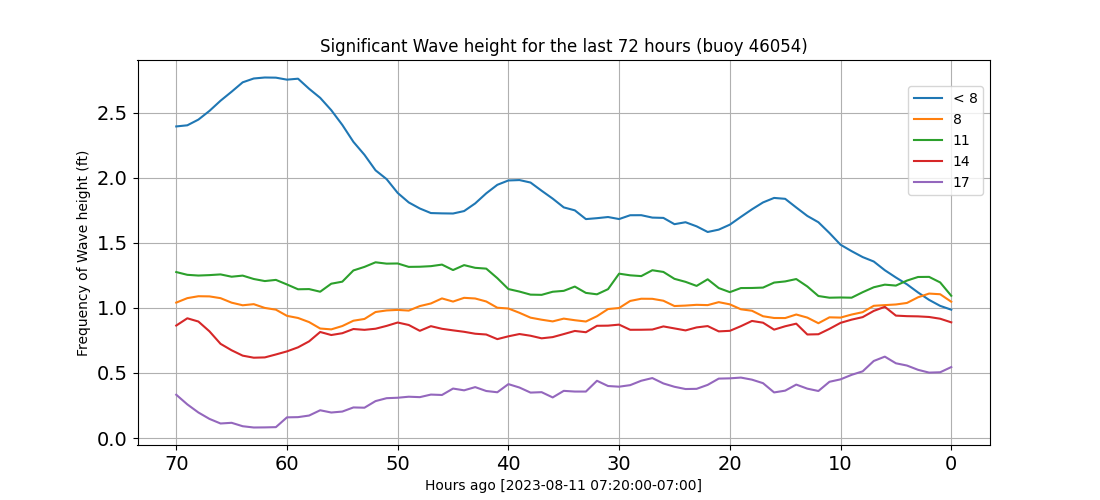 Significant Wave height for the last 72 hours (buoy 46054)
Frequency of Wave height (ft)
2.5
2.0
1.5
1.0
0.5
0.0
< 8
8
11
14
17
70 60 50 40 30 20 10 0
Hours ago [2023-08-11 07:20:00-07:00]